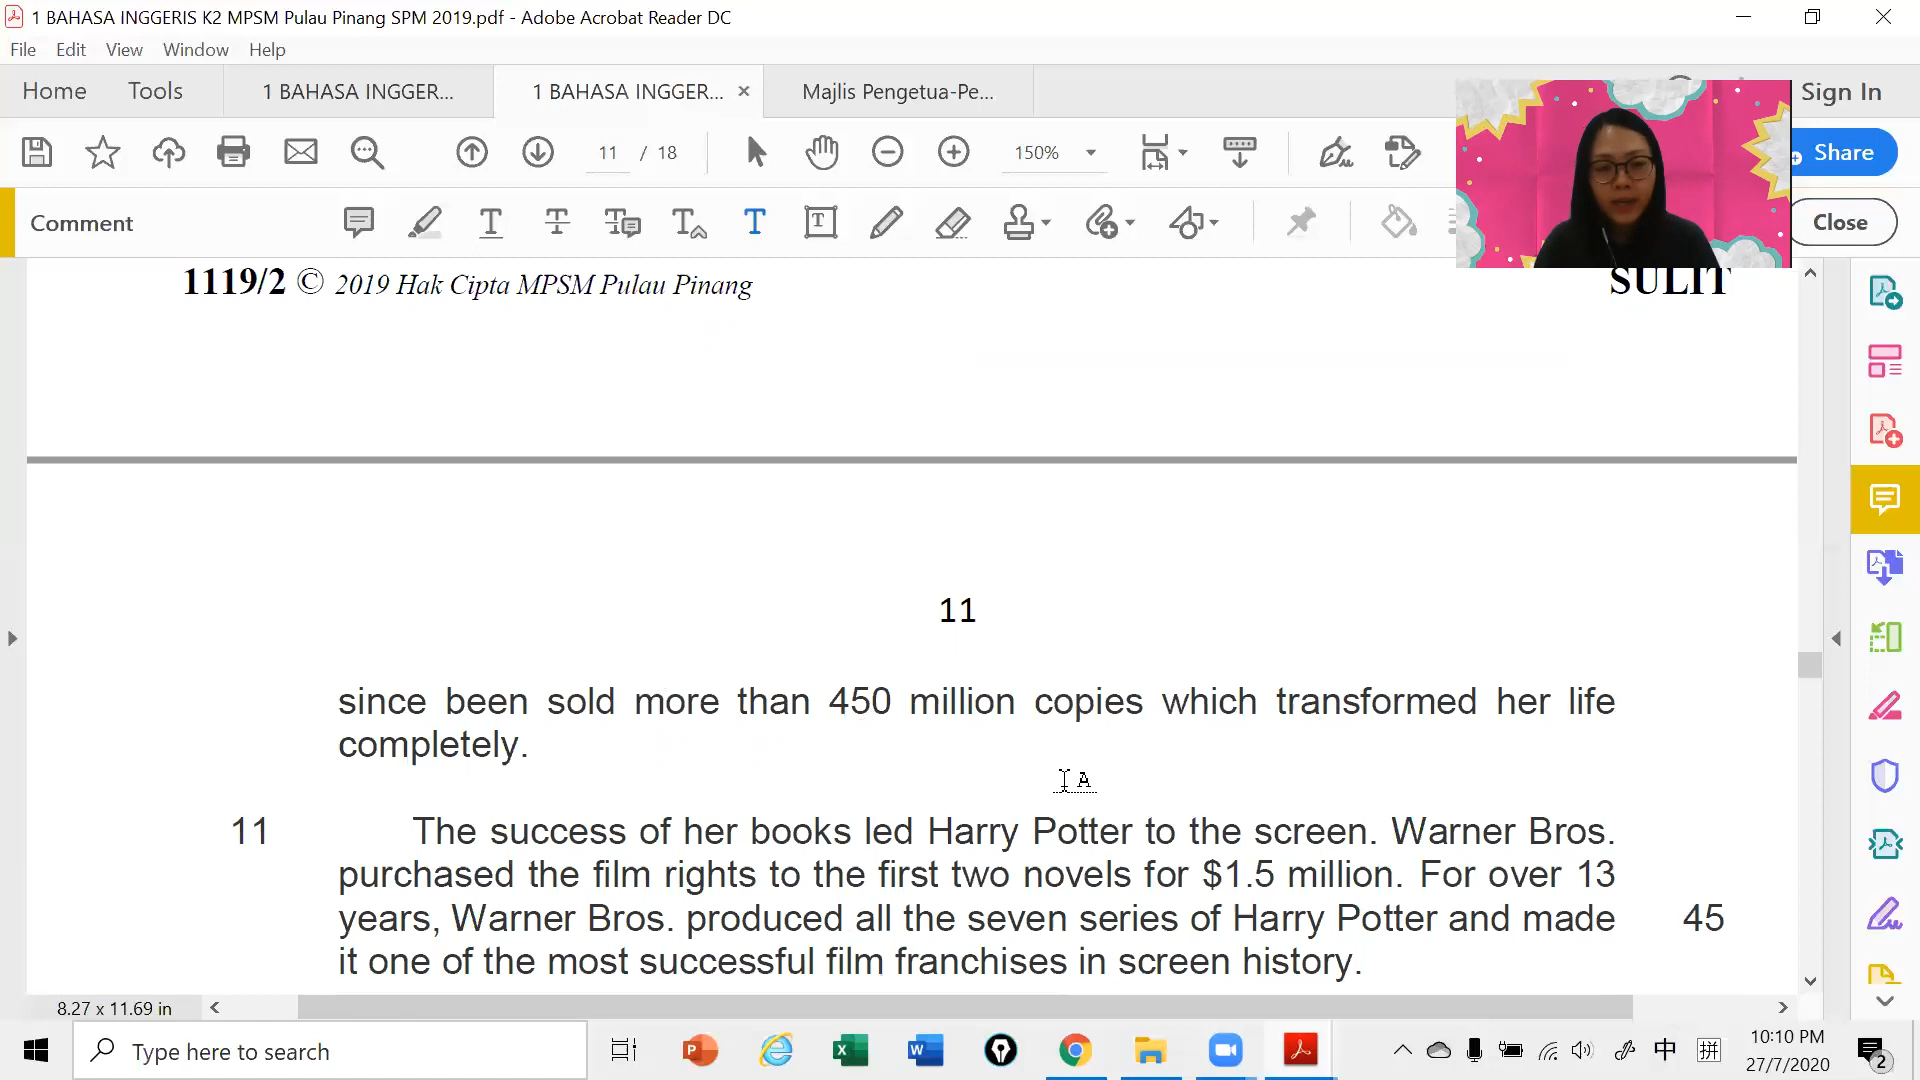 1 BAHASA INGGERIS K2 MPSM Pulau Pinang SPM 2019.pdf - Adobe Acrobat Reader DC
File Edit View Window Help
Home Tools 1 BAHASA INGGER... 1 BAHASA INGGER... × Majlis Pengetua-Pe... Sign In
11 / 18 150% Share
Comment Close
1119/2 © 2019 Hak Cipta MPSM Pulau Pinang SULIT
11
since been sold more than 450 million copies which transformed her life
completely.
11 The success of her books led Harry Potter to the screen. Warner Bros.
purchased the film rights to the first two novels for $1.5 million. For over 13
years, Warner Bros. produced all the seven series of Harry Potter and made 45
it one of the most successful film franchises in screen history.
8.27 x 11.69 in
Type here to search
中 拼 10:10 PM
27/7/2020
2